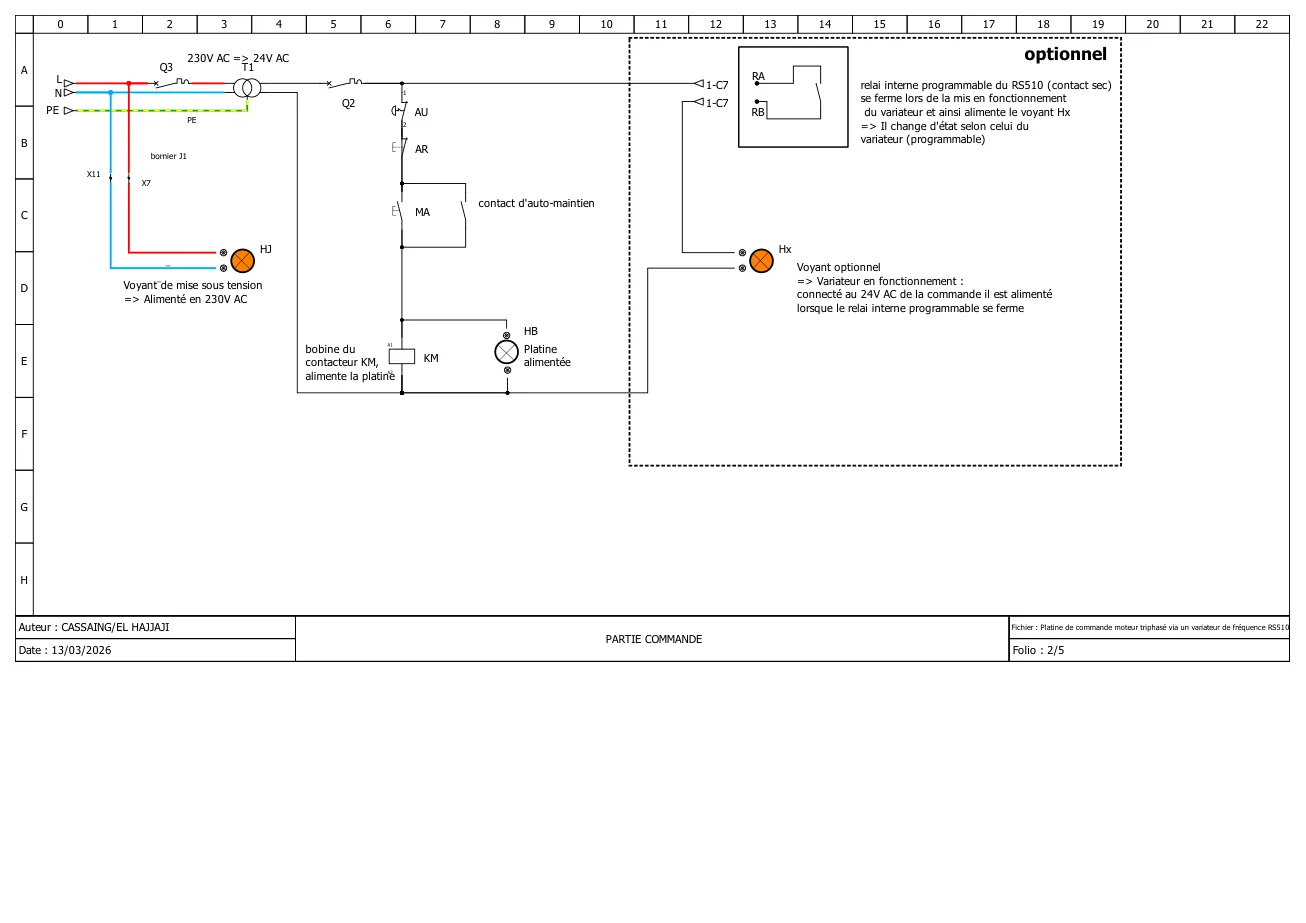 0 1 2 3 4 5 6 7 8 9 10 11 12 13 14 15 16 17 18 19 20 21 22
A
B
C
D
E
F
G
H
optionnel
230V AC => 24V AC
Q3
T1
L
N
PE
PE
Q2
1
AU
2
AR
bornier J1
X11
X7
MA
contact d'auto-maintien
HJ
Voyant de mise sous tension
=> Alimenté en 230V AC
HB
Platine
alimentée
bobine du
contacteur KM,
alimente la platine
A1
KM
1-C7
1-C7
RA
RB
relai interne programable du RS510 (contact sec)
se ferme lors de la mis en fonctionnement
du variateur et ainsi alimente le voyant Hx
=> Il change d'état selon celui du
variateur (programmable)
Hx
Voyant optionnel
=> Variateur en fonctionnement :
connecté au 24V AC de la commande il est alimenté
lorsque le relai interne programable se ferme
Auteur : CASSAING/EL HAJJAJI
Date : 13/03/2026
PARTIE COMMANDE
Fichier : Platine de commande moteur triphasé via un variateur de fréquence RS510
Folio : 2/5